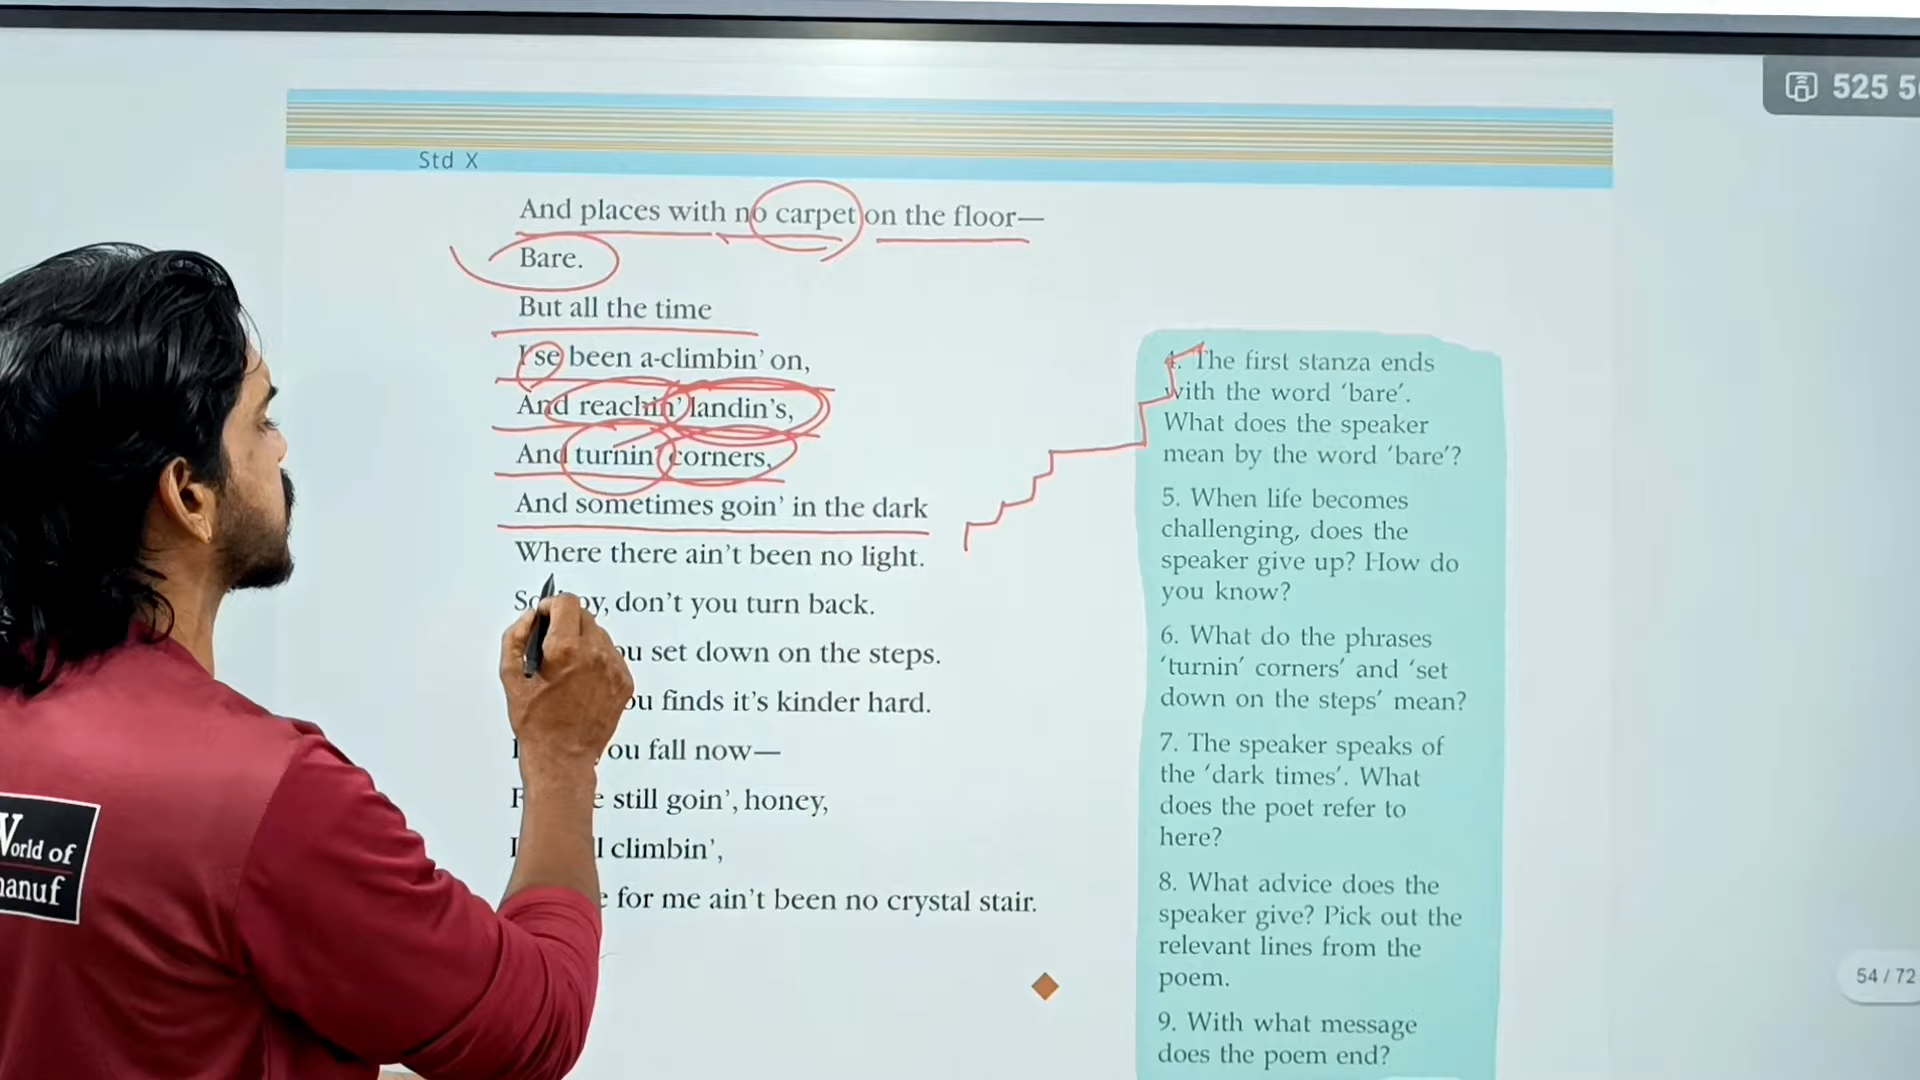 525 5
Std X
And places with no carpet on the floor—
Bare.
But all the time
I'se been a-climbin' on,
And reachin' landin's,
And turnin' corners,
And sometimes goin' in the dark
Where there ain't been no light.
don't you turn back.
set down on the steps.
finds it's kinder hard.
fall now—
still goin', honey,
climbin',
for me ain't been no crystal stair.
4. The first stanza ends
with the word 'bare'.
What does the speaker
mean by the word 'bare'?
5. When life becomes
challenging, does the
speaker give up? How do
you know?
6. What do the phrases
'turnin' corners' and 'set
down on the steps' mean?
7. The speaker speaks of
the 'dark times'. What
does the poet refer to
here?
8. What advice does the
speaker give? Pick out the
relevant lines from the
poem.
9. With what message
does the poem end?
54 / 72
World of